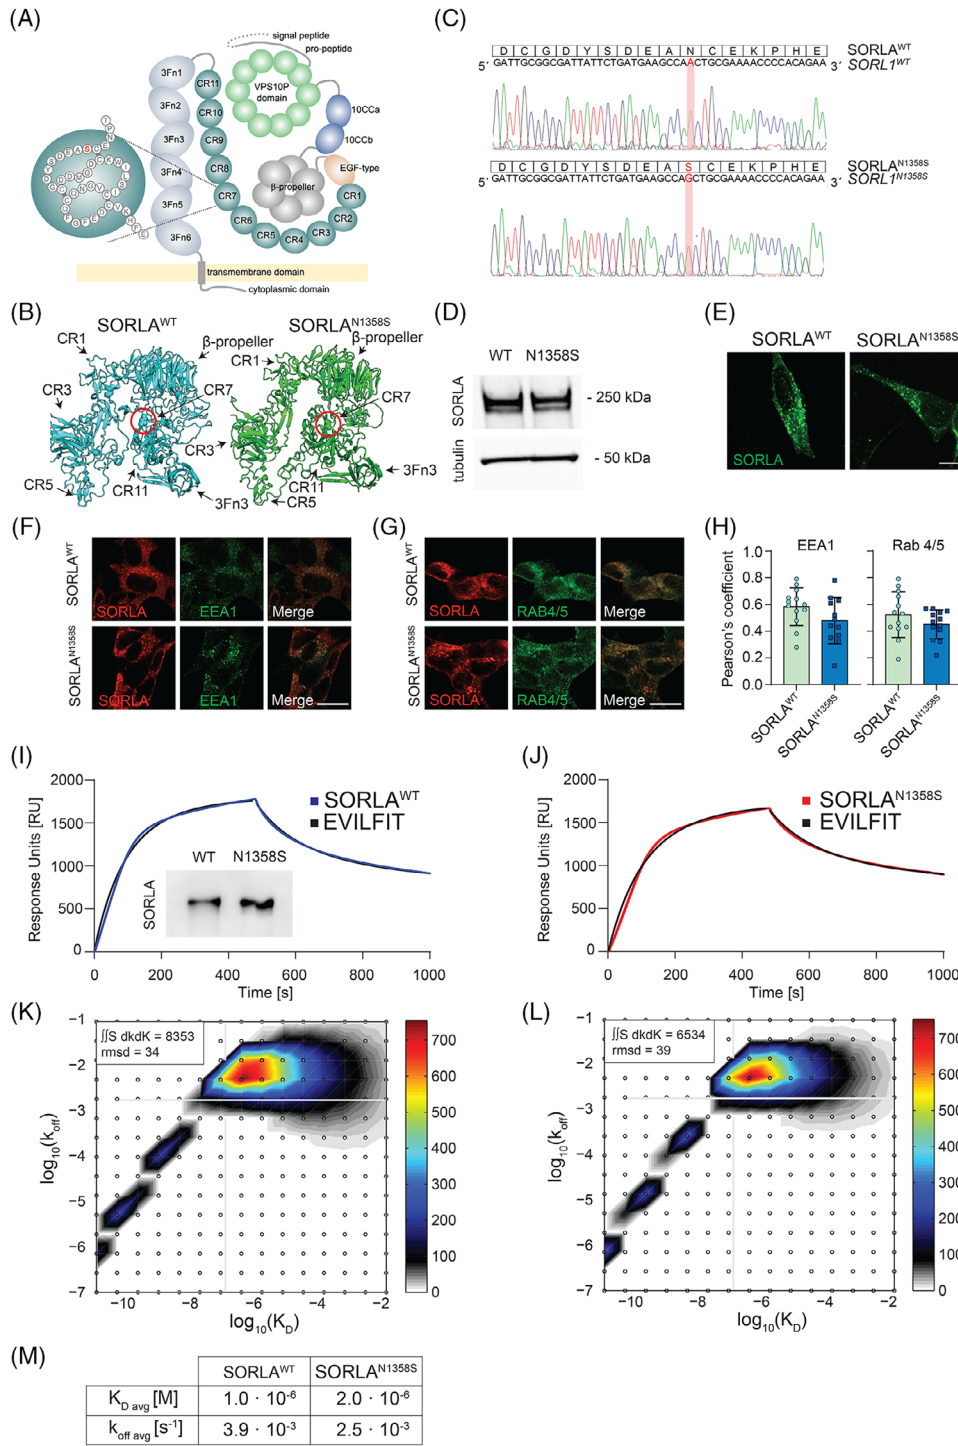 (A)
signal peptide
pro-peptide
3Fn1
CR11
VPS10P
domain
3Fn2
CR10
10CCa
3Fn3
CR9
10CCb
3Fn4
CR8
EGF-type
β-propeller
CR7
CR1
3Fn5
CR6
CR2
CR5
CR4
CR3
3Fn6
transmembrane domain
cytoplasmic domain
(C)
D C G D Y S D E A N C E K P H E SORLA^WT
5′ GATTGCGGCGATTATTCTGATGAAGCCAACTGCGAAAACCCCACAGAA 3′ SORL1^WT
D C G D Y S D E A S C E K P H E SORLA^N1358S
5′ GATTGCGGCGATTATTCTGATGAAGCCAGCTGCGAAAACCCCACAGAA 3′ SORL1^N1358S
(B)
SORLA^WT
SORLA^N1358S
CR1
β-propeller
CR1
β-propeller
CR3
CR7
CR7
CR3
CR5
CR11
3Fn3
CR11
CR5
3Fn3
(D)
WT N1358S
SORLA
- 250 kDa
tubulin
- 50 kDa
(E)
SORLA^WT
SORLA^N1358S
SORLA
(F)
SORLA^WT
SORLA EEA1 Merge
SORLA^N1358S
SORLA EEA1 Merge
(G)
SORLA^WT
SORLA RAB4/5 Merge
SORLA^N1358S
SORLA RAB4/5 Merge
(H)
EEA1 Rab 4/5
Pearson's coefficient
1.0
0.8
0.6
0.4
0.2
0.0
SORLA^WT
SORLA^N1358S
SORLA^WT
SORLA^N1358S
(I)
Response Units [RU]
2000
1500
1000
500
0
SORLA^WT
EVILFIT
WT N1358S
SORLA
0 200 400 600 800 1000
Time [s]
(J)
Response Units [RU]
2000
1500
1000
500
0
SORLA^N1358S
EVILFIT
0 200 400 600 800 1000
Time [s]
(K)
∫∫S dkdK = 8353
rmsd = 34
log10(koff)
−1
−2
−3
−4
−5
−6
−7
−10 −8 −6 −4 −2
log10(KD)
700
600
500
400
300
200
100
0
(L)
∫∫S dkdK = 6534
rmsd = 39
log10(koff)
−1
−2
−3
−4
−5
−6
−7
−10 −8 −6 −4 −2
log10(KD)
700
600
500
400
300
200
100
0
(M)
SORLA^WT SORLA^N1358S
KD avg [M] 1.0 · 10^-6 2.0 · 10^-6
koff avg [s^-1] 3.9 · 10^-3 2.5 · 10^-3